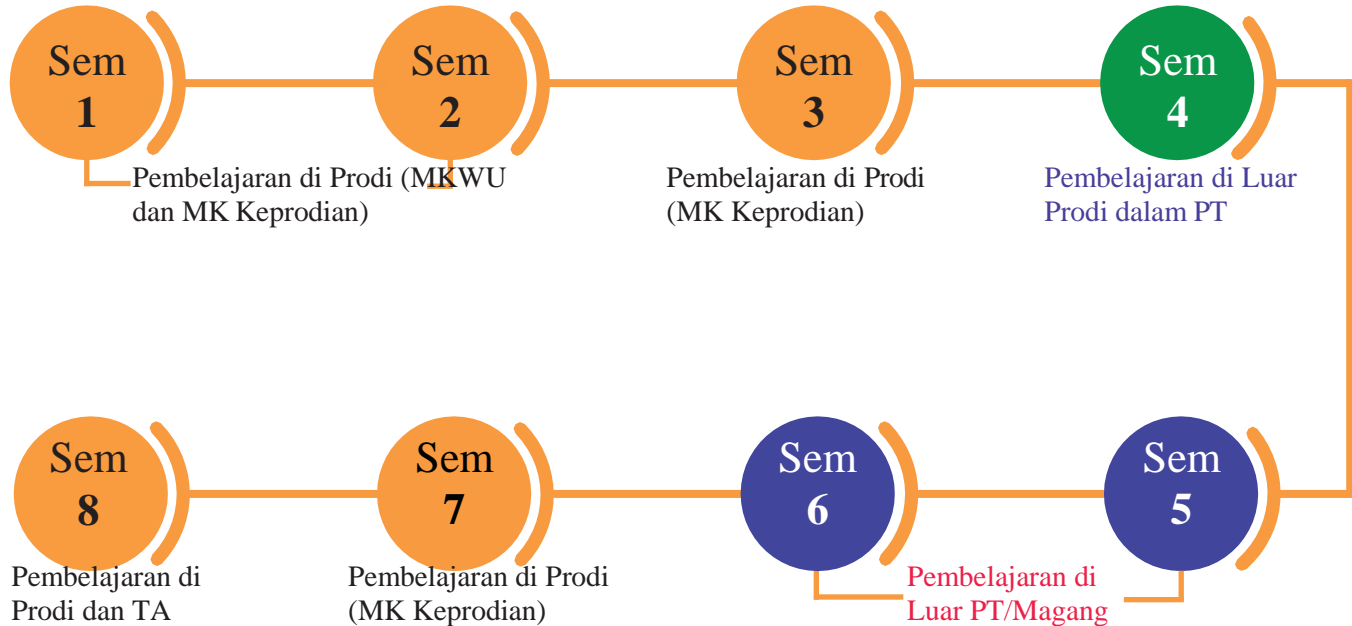 Sem
1
Sem
2
Sem
3
Sem
4
Pembelajaran di Prodi (MKWU
dan MK Keprodian)
Pembelajaran di Prodi
(MK Keprodian)
Pembelajaran di Luar
Prodi dalam PT
Sem
8
Sem
7
Sem
6
Sem
5
Pembelajaran di
Prodi dan TA
Pembelajaran di Prodi
(MK Keprodian)
Pembelajaran di
Luar PT/Magang